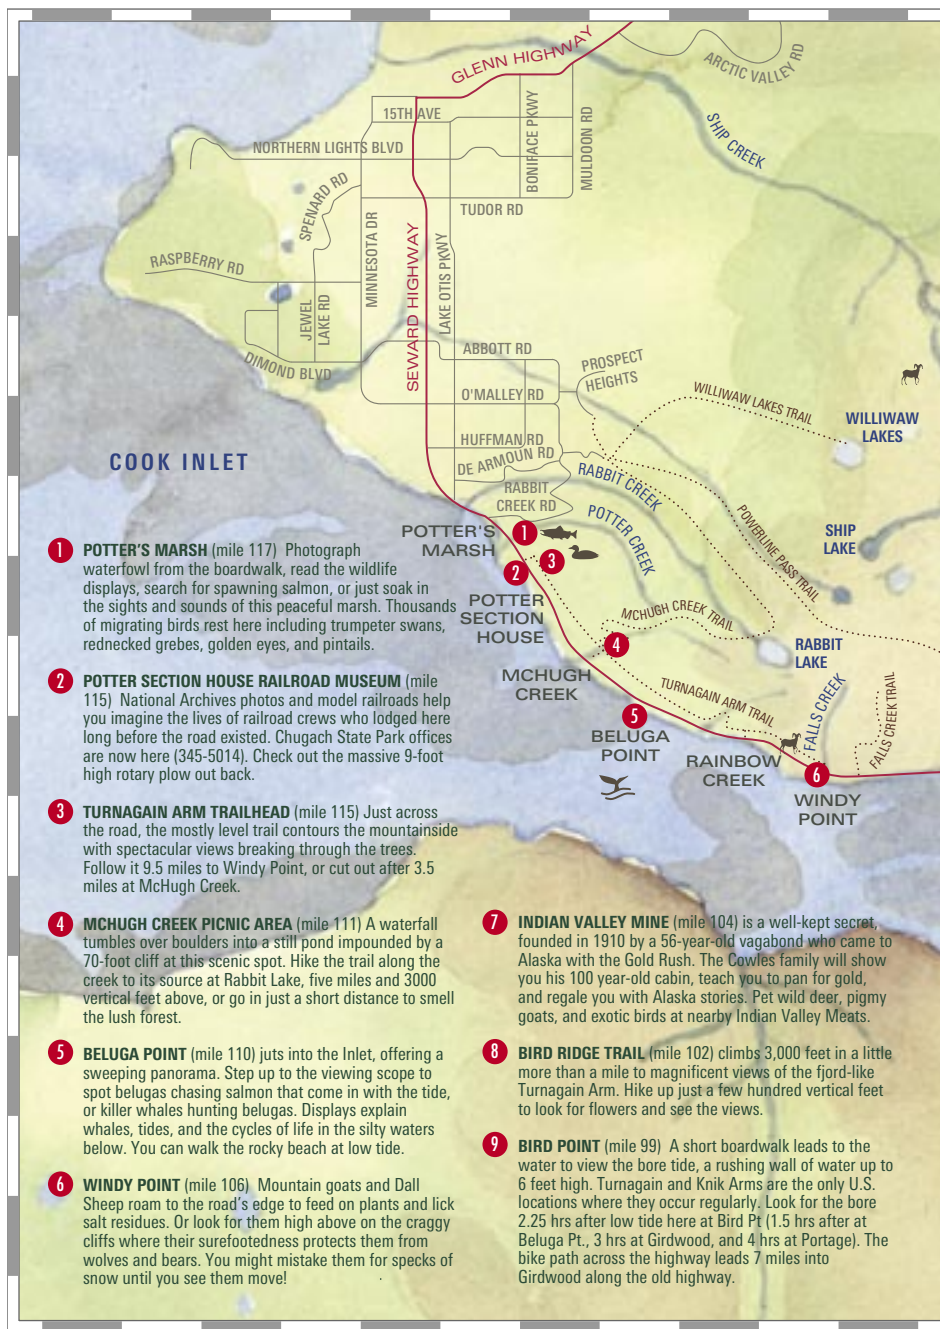 GLENN HIGHWAY
ARCTIC VALLEY RD
15TH AVE
BONIFACE PKWY
MULDOON RD
SHIP CREEK
NORTHERN LIGHTS BLVD
SPENARD RD
TUDOR RD
MINNESOTA DR
SEWARD HIGHWAY
LAKE OTIS PKWY
RASPBERRY RD
JEWEL
LAKE RD
DIMOND BLVD
ABBOTT RD
PROSPECT
HEIGHTS
O'MALLEY RD
WILLIWAW LAKES TRAIL
WILLIWAW
LAKES
HUFFMAN RD
DE ARMOUN RD
COOK INLET
RABBIT CREEK
RABBIT
CREEK RD
POTTER CREEK
POWERLINE PASS TRAIL
SHIP
LAKE
POTTER'S
MARSH
1
3
2
POTTER
SECTION
HOUSE
MCHUGH CREEK TRAIL
4
RABBIT
LAKE
MCHUGH
CREEK
TURNAGAIN ARM TRAIL
FALLS CREEK
FALLS CREEK TRAIL
5
BELUGA
POINT
RAINBOW
CREEK
6
WINDY
POINT
1 POTTER'S MARSH (mile 117) Photograph
waterfowl from the boardwalk, read the wildlife
displays, search for spawning salmon, or just soak in
the sights and sounds of this peaceful marsh. Thousands
of migrating birds rest here including trumpeter swans,
rednecked grebes, golden eyes, and pintails.
2 POTTER SECTION HOUSE RAILROAD MUSEUM (mile
115) National Archives photos and model railroads help
you imagine the lives of railroad crews who lodged here
long before the road existed. Chugach State Park offices
are now here (345-5014). Check out the massive 9-foot
high rotary plow out back.
3 TURNAGAIN ARM TRAILHEAD (mile 115) Just across
the road, the mostly level trail contours the mountainside
with spectacular views breaking through the trees.
Follow it 9.5 miles to Windy Point, or cut out after 3.5
miles at McHugh Creek.
4 MCHUGH CREEK PICNIC AREA (mile 111) A waterfall
tumbles over boulders into a still pond impounded by a
70-foot cliff at this scenic spot. Hike the trail along the
creek to its source at Rabbit Lake, five miles and 3000
vertical feet above, or go in just a short distance to smell
the lush forest.
5 BELUGA POINT (mile 110) juts into the Inlet, offering a
sweeping panorama. Step up to the viewing scope to
spot belugas chasing salmon that come in with the tide,
or killer whales hunting belugas. Displays explain
whales, tides, and the cycles of life in the silty waters
below. You can walk the rocky beach at low tide.
6 WINDY POINT (mile 106) Mountain goats and Dall
Sheep roam to the road's edge to feed on plants and lick
salt residues. Or look for them high above on the craggy
cliffs where their surefootedness protects them from
wolves and bears. You might mistake them for specks of
snow until you see them move!
7 INDIAN VALLEY MINE (mile 104) is a well-kept secret,
founded in 1910 by a 56-year-old vagabond who came to
Alaska with the Gold Rush. The Cowles family will show
you his 100 year-old cabin, teach you to pan for gold,
and regale you with Alaska stories. Pet wild deer, pigmy
goats, and exotic birds at nearby Indian Valley Meats.
8 BIRD RIDGE TRAIL (mile 102) climbs 3,000 feet in a little
more than a mile to magnificent views of the fjord-like
Turnagain Arm. Hike up just a few hundred vertical feet
to look for flowers and see the views.
9 BIRD POINT (mile 99) A short boardwalk leads to the
water to view the bore tide, a rushing wall of water up to
6 feet high. Turnagain and Knik Arms are the only U.S.
locations where they occur regularly. Look for the bore
2.25 hrs after low tide here at Bird Pt (1.5 hrs after at
Beluga Pt., 3 hrs at Girdwood, and 4 hrs at Portage). The
bike path across the highway leads 7 miles into
Girdwood along the old highway.